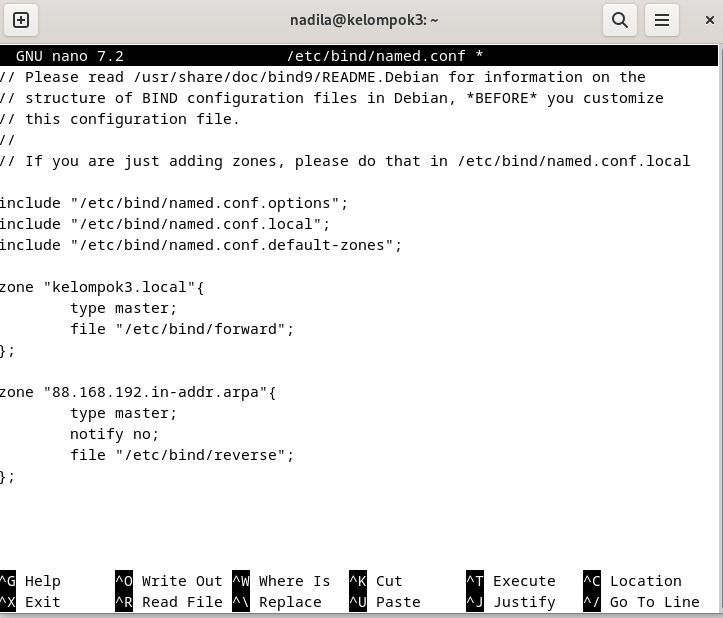 nadila@kelompok3: ~
GNU nano 7.2 /etc/bind/named.conf *
// Please read /usr/share/doc/bind9/README.Debian for information on the
// structure of BIND configuration files in Debian, *BEFORE* you customize
// this configuration file.
//
// If you are just adding zones, please do that in /etc/bind/named.conf.local
include "/etc/bind/named.conf.options";
include "/etc/bind/named.conf.local";
include "/etc/bind/named.conf.default-zones";
zone "kelompok3.local"{
type master;
file "/etc/bind/forward";
};
zone "88.168.192.in-addr.arpa"{
type master;
notify no;
file "/etc/bind/reverse";
};
^G Help ^O Write Out ^W Where Is ^K Cut ^T Execute ^C Location
^X Exit ^R Read File ^\ Replace ^U Paste ^J Justify ^/ Go To Line